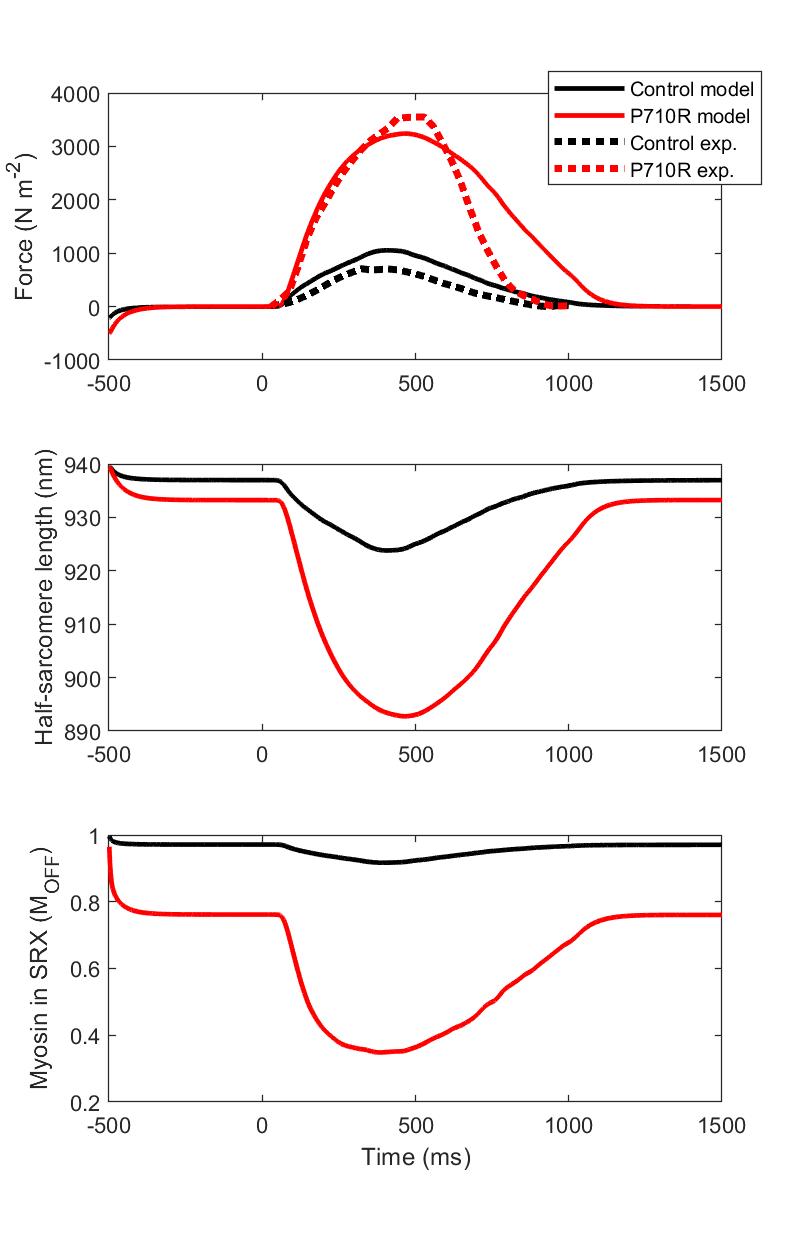 Control model
P710R model
Control exp.
P710R exp.
Force (N m-2)
4000
3000
2000
1000
0
-1000
-500 0 500 1000 1500
Half-sarcomere length (nm)
940
930
920
910
900
890
-500 0 500 1000 1500
Myosin in SRX (MOFF)
1
0.8
0.6
0.4
0.2
-500 0 500 1000 1500
Time (ms)